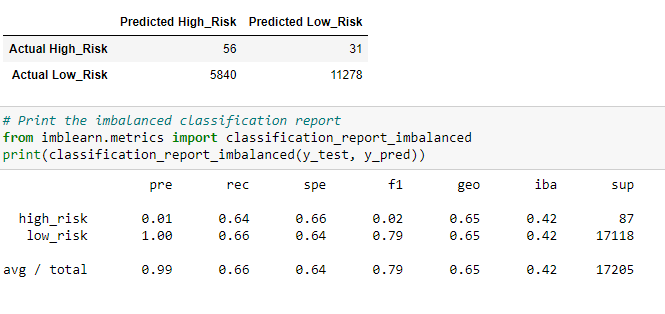 Predicted High_Risk Predicted Low_Risk
Actual High_Risk 56 31
Actual Low_Risk 5840 11278
# Print the imbalanced classification report
from imblearn.metrics import classification_report_imbalanced
print(classification_report_imbalanced(y_test, y_pred))
pre rec spe f1 geo iba sup
high_risk 0.01 0.64 0.66 0.02 0.65 0.42 87
low_risk 1.00 0.66 0.64 0.79 0.65 0.42 17118
avg / total 0.99 0.66 0.64 0.79 0.65 0.42 17205